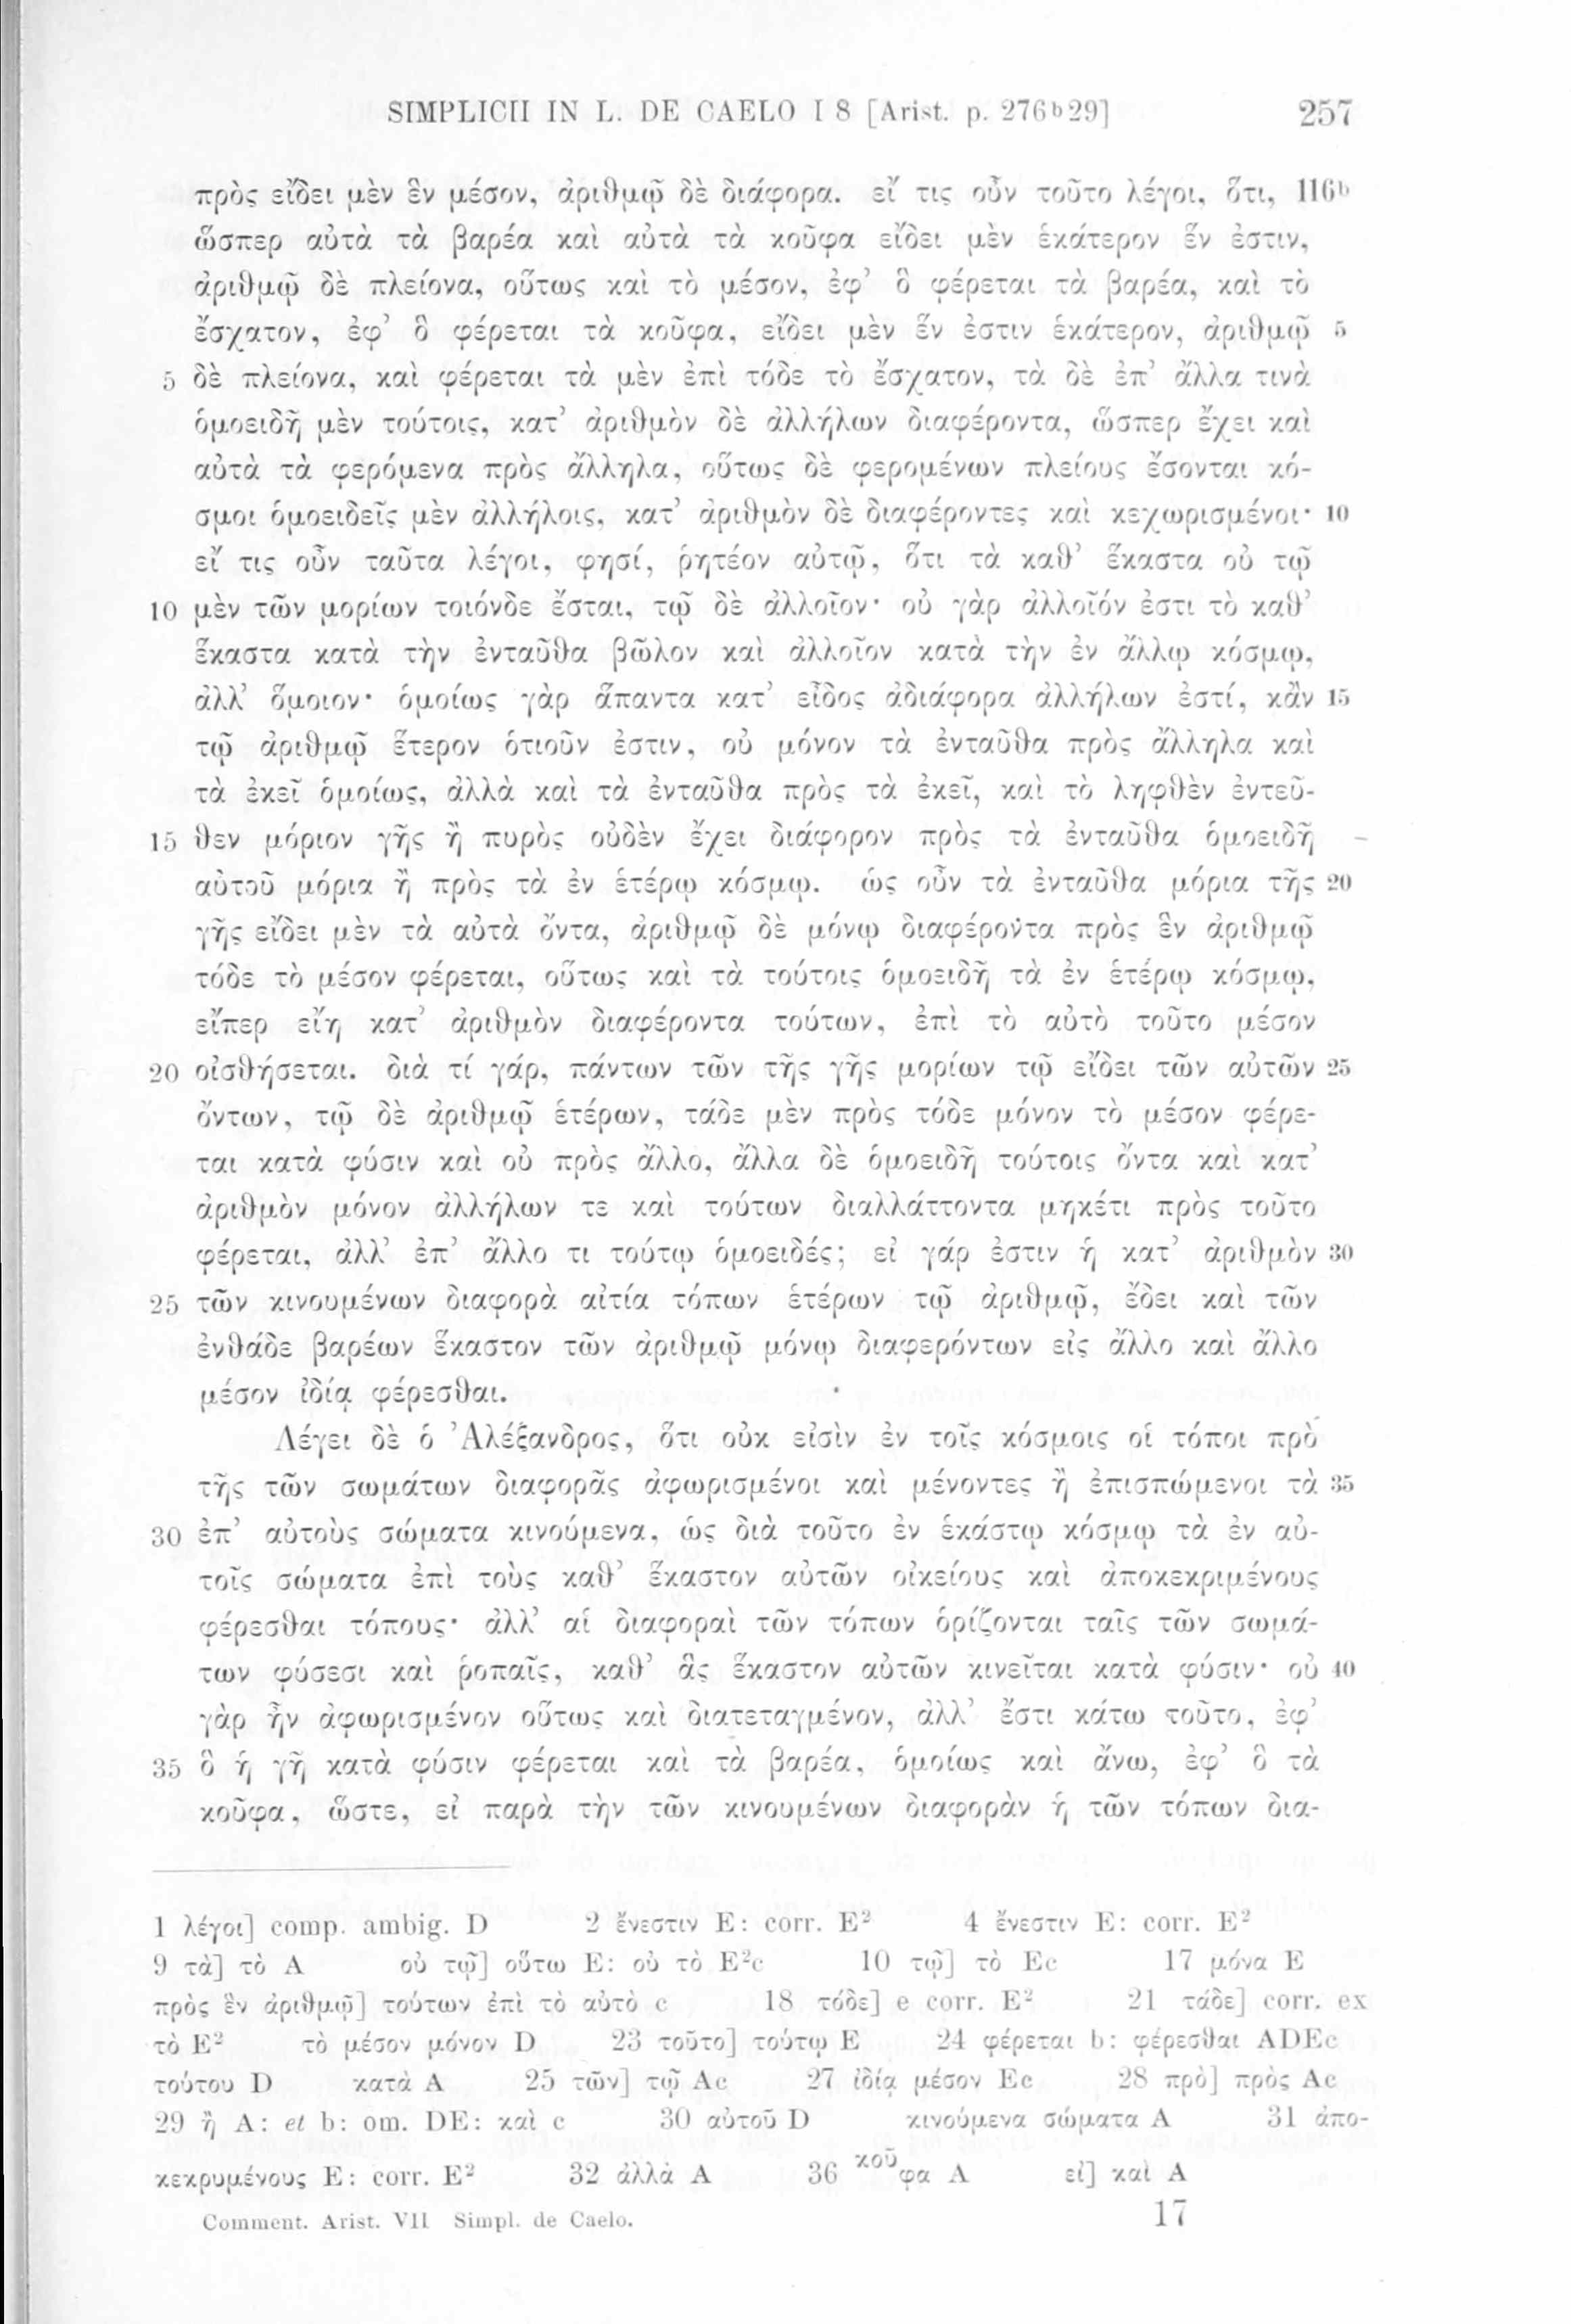 SIMPLICII IN L. DE CAELO I 8 [Arist. p. 276b29] 257
πρὸς εἴδει μὲν ἓν μέσον, ἀριθμῷ δὲ διάφορα. εἴ τις οὖν τοῦτο λέγοι, ὅτι, 116b
ὥσπερ αὐτὰ τὰ βαρέα καὶ αὐτὰ τὰ κοῦφα εἴδει μὲν ἑκάτερον ἕν ἐστιν,
ἀριθμῷ δὲ πλείονα, οὕτως καὶ τὸ μέσον, ἐφ' ὃ φέρεται τὰ βαρέα, καὶ τὸ
ἔσχατον, ἐφ' ὃ φέρεται τὰ κοῦφα, εἴδει μὲν ἕν ἐστιν ἑκάτερον, ἀριθμῷ 5
5 δὲ πλείονα, καὶ φέρεται τὰ μὲν ἐπὶ τόδε τὸ ἔσχατον, τὰ δὲ ἐπ' ἄλλα τινὰ
ὁμοειδῆ μὲν τούτοις, κατ' ἀριθμὸν δὲ ἀλλήλων διαφέροντα, ὥσπερ ἔχει καὶ
αὐτὰ τὰ φερόμενα πρὸς ἄλληλα, οὕτως δὲ φερομένων πλείους ἔσονται κό-
σμοι ὁμοειδεῖς μὲν ἀλλήλοις, κατ' ἀριθμὸν δὲ διαφέροντες καὶ κεχωρισμένοι· 10
εἴ τις οὖν ταῦτα λέγοι, φησί, ῥητέον αὐτῷ, ὅτι τὰ καθ' ἕκαστα οὐ τῷ
10 μὲν τῶν μορίων τοιόνδε ἔσται, τῷ δὲ ἀλλοῖον· οὐ γὰρ ἀλλοῖόν ἐστι τὸ καθ'
ἕκαστα κατὰ τὴν ἐνταῦθα βῶλον καὶ ἀλλοῖον κατὰ τὴν ἐν ἄλλῳ κόσμῳ,
ἀλλ' ὅμοιον· ὁμοίως γὰρ ἅπαντα κατ' εἶδος ἀδιάφορα ἀλλήλων ἐστί, κἂν 15
τῷ ἀριθμῷ ἕτερον ὁτιοῦν ἐστιν, οὐ μόνον τὰ ἐνταῦθα πρὸς ἄλληλα καὶ
τὰ ἐκεῖ ὁμοίως, ἀλλὰ καὶ τὰ ἐνταῦθα πρὸς τὰ ἐκεῖ, καὶ τὸ ληφθὲν ἐντεῦ-
15 θεν μόριον γῆς ἢ πυρὸς οὐδὲν ἔχει διάφορον πρὸς τὰ ἐνταῦθα ὁμοειδῆ
αὐτοῦ μόρια ἢ πρὸς τὰ ἐν ἑτέρῳ κόσμῳ. ὡς οὖν τὰ ἐνταῦθα μόρια τῆς 20
γῆς εἴδει μὲν τὰ αὐτὰ ὄντα, ἀριθμῷ δὲ μόνῳ διαφέροντα πρὸς ἓν ἀριθμῷ
τόδε τὸ μέσον φέρεται, οὕτως καὶ τὰ τούτοις ὁμοειδῆ τὰ ἐν ἑτέρῳ κόσμῳ,
εἴπερ εἴη κατ' ἀριθμὸν διαφέροντα τούτων, ἐπὶ τὸ αὐτὸ τοῦτο μέσον
20 οἰσθήσεται. διὰ τί γάρ, πάντων τῶν τῆς γῆς μορίων τῷ εἴδει τῶν αὐτῶν 25
ὄντων, τῷ δὲ ἀριθμῷ ἑτέρων, τάδε μὲν πρὸς τόδε μόνον τὸ μέσον φέρε-
ται κατὰ φύσιν καὶ οὐ πρὸς ἄλλο, ἄλλα δὲ ὁμοειδῆ τούτοις ὄντα καὶ κατ'
ἀριθμὸν μόνον ἀλλήλων τε καὶ τούτων διαλλάττοντα μηκέτι πρὸς τοῦτο
φέρεται, ἀλλ' ἐπ' ἄλλο τι τούτῳ ὁμοειδές; εἰ γάρ ἐστιν ἡ κατ' ἀριθμὸν 30
25 τῶν κινουμένων διαφορὰ αἰτία τόπων ἑτέρων τῷ ἀριθμῷ, ἔδει καὶ τῶν
ἐνθάδε βαρέων ἕκαστον τῶν ἀριθμῷ μόνῳ διαφερόντων εἰς ἄλλο καὶ ἄλλο
μέσον ἰδίᾳ φέρεσθαι.
Λέγει δὲ ὁ Ἀλέξανδρος, ὅτι οὐκ εἰσὶν ἐν τοῖς κόσμοις οἱ τόποι πρὸ
τῆς τῶν σωμάτων διαφορᾶς ἀφωρισμένοι καὶ μένοντες ἢ ἐπισπώμενοι τὰ 35
30 ἐπ' αὐτοὺς σώματα κινούμενα, ὡς διὰ τοῦτο ἐν ἑκάστῳ κόσμῳ τὰ ἐν αὐ-
τοῖς σώματα ἐπὶ τοὺς καθ' ἕκαστον αὐτῶν οἰκείους καὶ ἀποκεκριμένους
φέρεσθαι τόπους· ἀλλ' αἱ διαφοραὶ τῶν τόπων ὁρίζονται ταῖς τῶν σωμά-
των φύσεσι καὶ ῥοπαῖς, καθ' ἃς ἕκαστον αὐτῶν κινεῖται κατὰ φύσιν· οὐ 40
γὰρ ἦν ἀφωρισμένον οὕτως καὶ διατεταγμένον, ἀλλ' ἔστι κάτω τοῦτο, ἐφ'
35 ὃ ἡ γῆ κατὰ φύσιν φέρεται καὶ τὰ βαρέα, ὁμοίως καὶ ἄνω, ἐφ' ὃ τὰ
κοῦφα, ὥστε, εἰ παρὰ τὴν τῶν κινουμένων διαφορὰν ἡ τῶν τόπων δια-
1 λέγοι] comp. ambig. D 2 ἔνεστιν E: corr. E² 4 ἔνεστιν E: corr. E²
9 τὰ] τὸ A οὐ τῷ] οὕτω E: οὐ τὸ E²c 10 τῷ] τὸ Ec 17 μόνα E
πρὸς ἓν ἀριθμῷ] τούτων ἐπὶ τὸ αὐτὸ c 18 τόδε] e corr. E² 21 τάδε] corr. ex
τὸ E² τὸ μέσον μόνον D 23 τοῦτο] τούτῳ E 24 φέρεται b: φέρεσθαι ADEc
τούτου D κατὰ A 25 τῶν] τῷ Ac 27 ἰδίᾳ μέσον Ec 28 πρὸ] πρὸς Ac
29 ἢ A: et b: om. DE: καὶ c 30 αὐτοῦ D κινούμενα σώματα A 31 ἀπο-
κεκρυμένους E: corr. E² 32 ἀλλὰ A 36 κοῦφα A εἰ] καὶ A
Comment. Arist. VII Simpl. de Caelo. 17